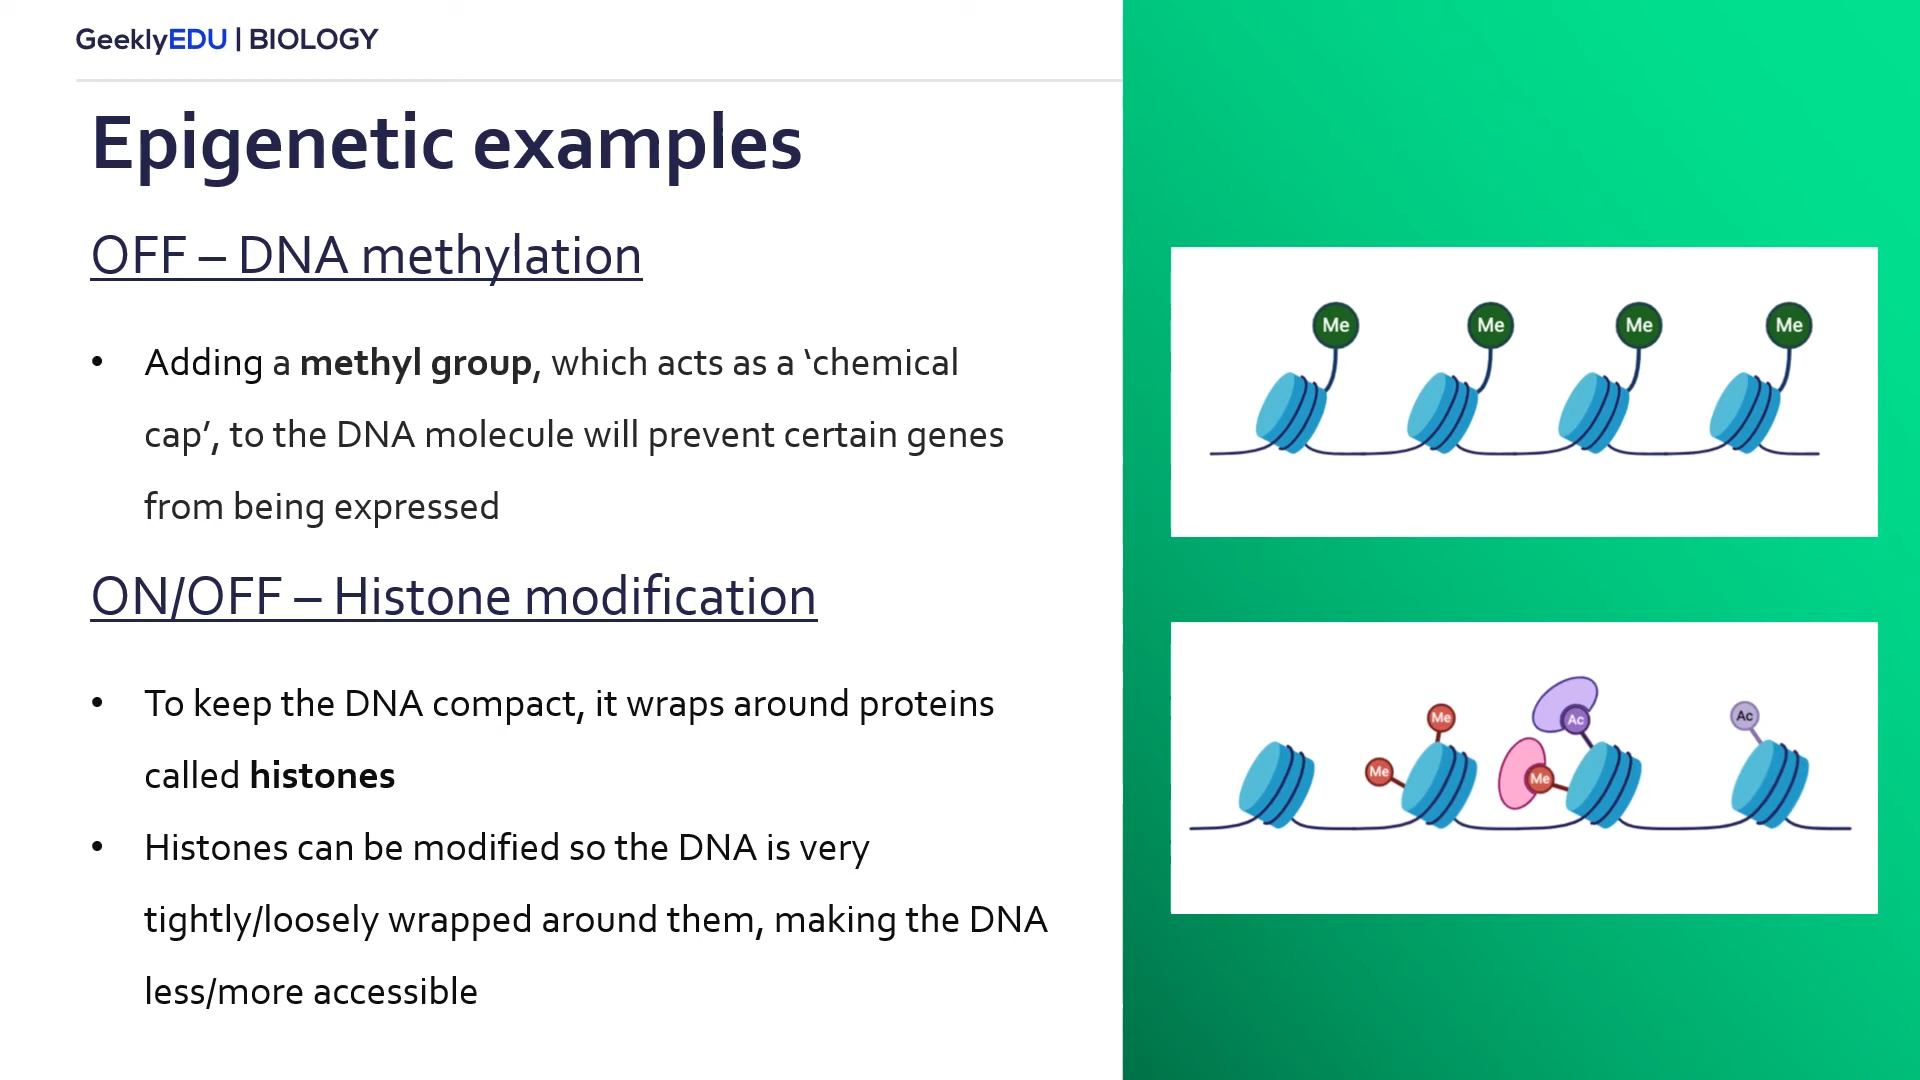 GeeklyEDU | BIOLOGY
Epigenetic examples
OFF – DNA methylation
• Adding a methyl group, which acts as a ‘chemical
cap’, to the DNA molecule will prevent certain genes
from being expressed
ON/OFF – Histone modification
• To keep the DNA compact, it wraps around proteins
called histones
• Histones can be modified so the DNA is very
tightly/loosely wrapped around them, making the DNA
less/more accessible
Me Me Me Me
Me Ac Ac
Me Me